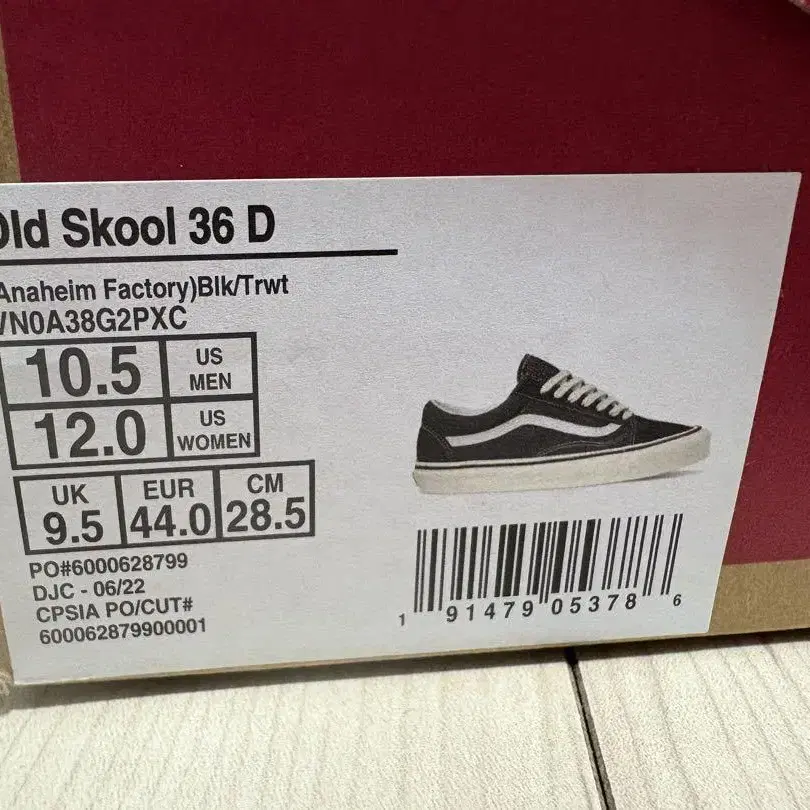 Old Skool 36 D
(Anaheim Factory)Blk/Trwt
VN0A38G2PXC
10.5 US MEN
12.0 US WOMEN
UK EUR CM
9.5 44.0 28.5
PO#6000628799
DJC - 06/22
CPSIA PO/CUT#
600062879900001
1 91479 05378 6